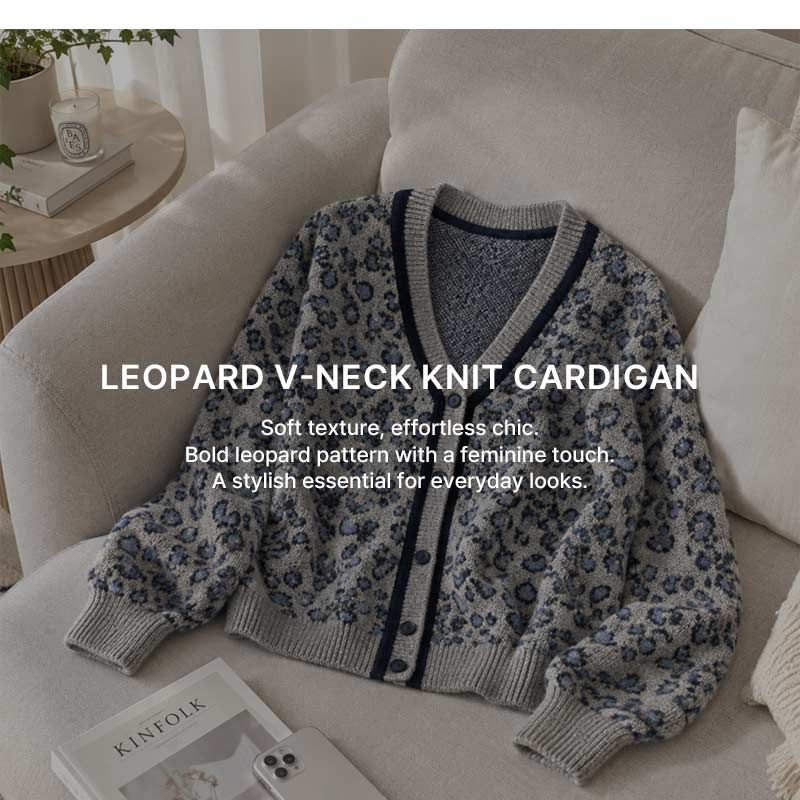 BAIES
LEOPARD V-NECK KNIT CARDIGAN
Soft texture, effortless chic.
Bold leopard pattern with a feminine touch.
A stylish essential for everyday looks.
KINFOLK